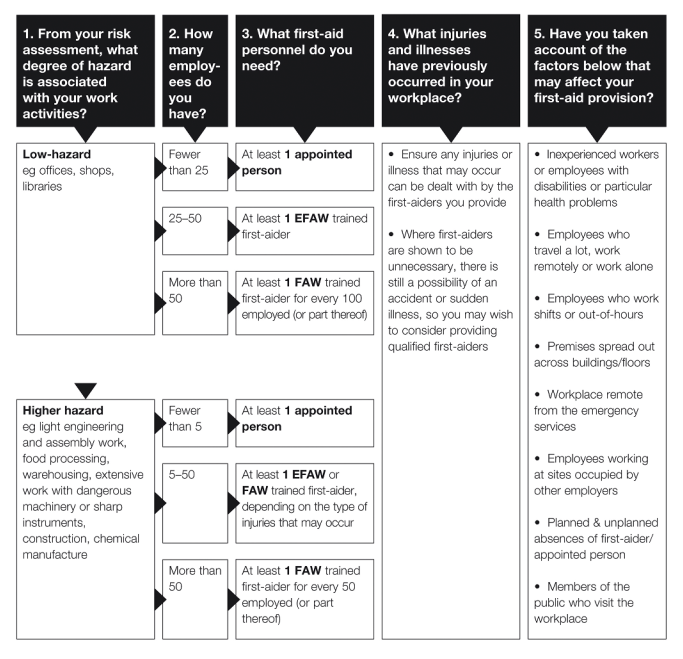 1. From your risk
assessment, what
degree of hazard
is associated
with your work
activities?
2. How
many
employ-
ees do
you
have?
3. What first-aid
personnel do you
need?
4. What injuries
and illnesses
have previously
occurred in your
workplace?
5. Have you taken
account of the
factors below that
may affect your
first-aid provision?
Low-hazard
eg offices, shops,
libraries
Fewer
than 25
At least 1 appointed
person
25–50
At least 1 EFAW trained
first-aider
More than
50
At least 1 FAW trained
first-aider for every 100
employed (or part thereof)
Higher hazard
eg light engineering
and assembly work,
food processing,
warehousing, extensive
work with dangerous
machinery or sharp
instruments,
construction, chemical
manufacture
Fewer
than 5
At least 1 appointed
person
5–50
At least 1 EFAW or
FAW trained first-aider,
depending on the type of
injuries that may occur
More than
50
At least 1 FAW trained
first-aider for every 50
employed (or part
thereof)
• Ensure any injuries or
illness that may occur
can be dealt with by the
first-aiders you provide
• Where first-aiders
are shown to be
unnecessary, there is
still a possibility of an
accident or sudden
illness, so you may wish
to consider providing
qualified first-aiders
• Inexperienced workers
or employees with
disabilities or particular
health problems
• Employees who
travel a lot, work
remotely or work alone
• Employees who work
shifts or out-of-hours
• Premises spread out
across buildings/floors
• Workplace remote
from the emergency
services
• Employees working
at sites occupied by
other employers
• Planned & unplanned
absences of first-aider/
appointed person
• Members of the
public who visit the
workplace